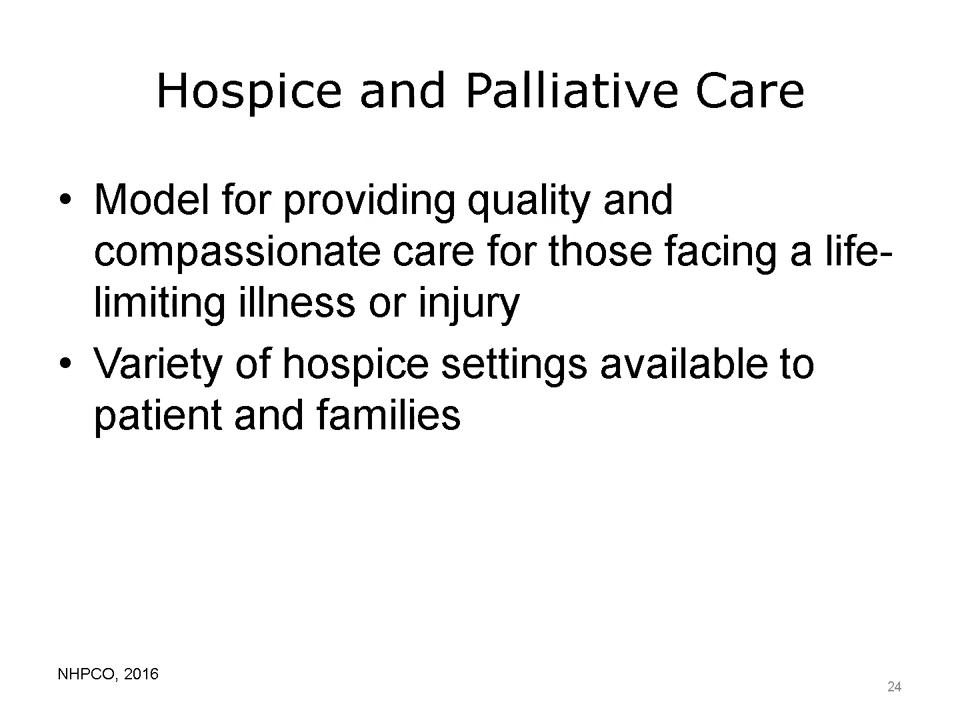 Hospice and Palliative Care
• Model for providing quality and
compassionate care for those facing a life-
limiting illness or injury
• Variety of hospice settings available to
patient and families
NHPCO, 2016
24